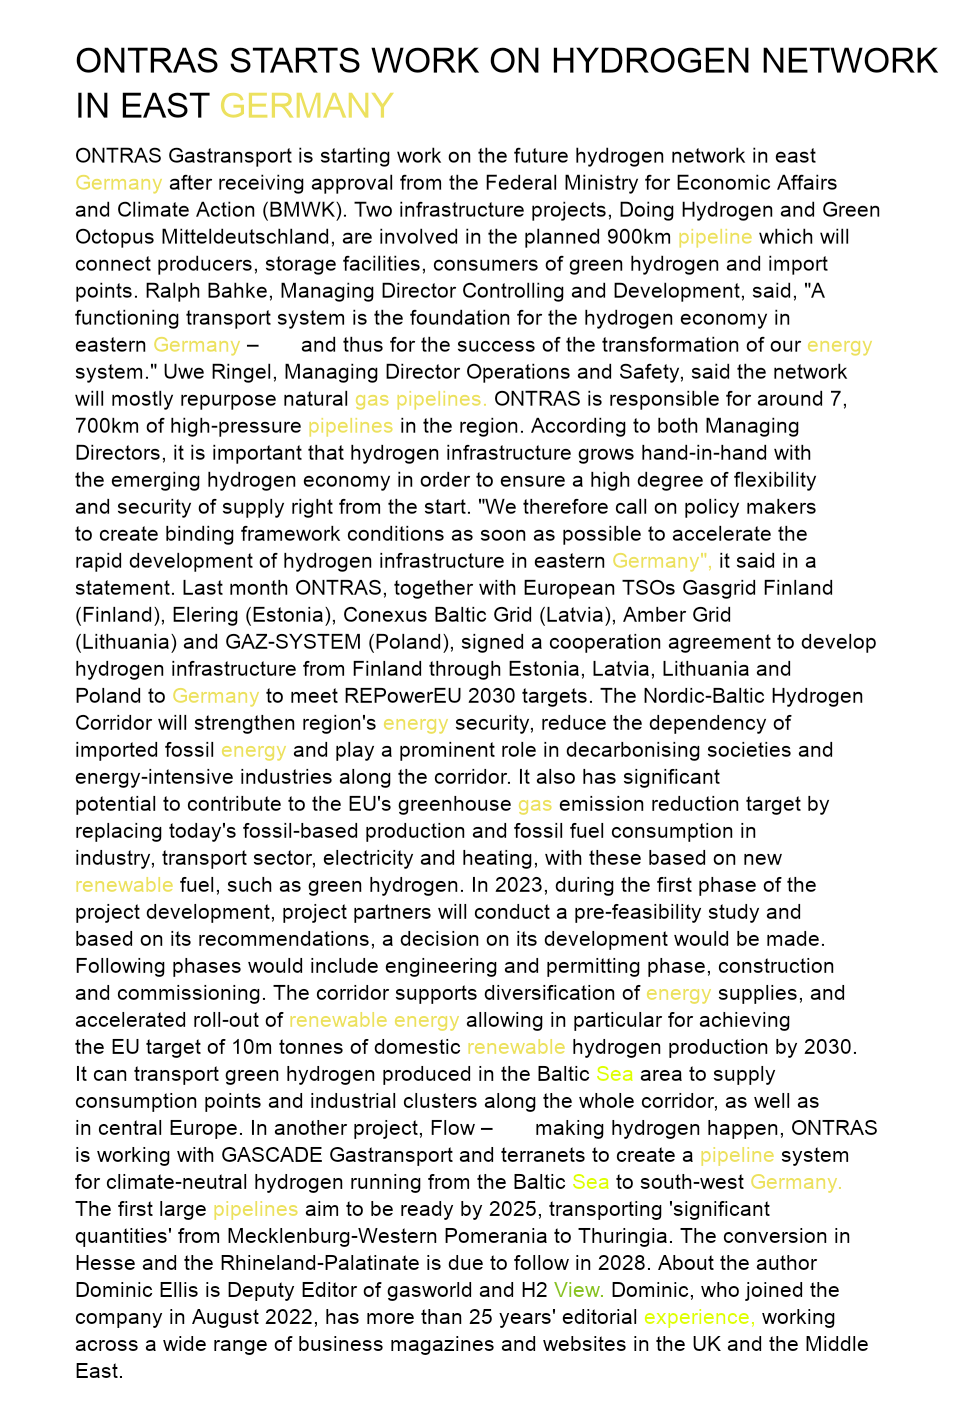 ONTRAS STARTS WORK ON HYDROGEN NETWORK
IN EAST GERMANY
ONTRAS Gastransport is starting work on the future hydrogen network in east
Germany after receiving approval from the Federal Ministry for Economic Affairs
and Climate Action (BMWK). Two infrastructure projects, Doing Hydrogen and Green
Octopus Mitteldeutschland, are involved in the planned 900km pipeline which will
connect producers, storage facilities, consumers of green hydrogen and import
points. Ralph Bahke, Managing Director Controlling and Development, said, "A
functioning transport system is the foundation for the hydrogen economy in
eastern Germany – and thus for the success of the transformation of our energy
system." Uwe Ringel, Managing Director Operations and Safety, said the network
will mostly repurpose natural gas pipelines. ONTRAS is responsible for around 7,
700km of high-pressure pipelines in the region. According to both Managing
Directors, it is important that hydrogen infrastructure grows hand-in-hand with
the emerging hydrogen economy in order to ensure a high degree of flexibility
and security of supply right from the start. "We therefore call on policy makers
to create binding framework conditions as soon as possible to accelerate the
rapid development of hydrogen infrastructure in eastern Germany”, it said in a
statement. Last month ONTRAS, together with European TSOs Gasgrid Finland
(Finland), Elering (Estonia), Conexus Baltic Grid (Latvia), Amber Grid
(Lithuania) and GAZ-SYSTEM (Poland), signed a cooperation agreement to develop
hydrogen infrastructure from Finland through Estonia, Latvia, Lithuania and
Poland to Germany to meet REPowerEU 2030 targets. The Nordic-Baltic Hydrogen
Corridor will strengthen region's energy security, reduce the dependency of
imported fossil energy and play a prominent role in decarbonising societies and
energy-intensive industries along the corridor. It also has significant
potential to contribute to the EU's greenhouse gas emission reduction target by
replacing today's fossil-based production and fossil fuel consumption in
industry, transport sector, electricity and heating, with these based on new
renewable fuel, such as green hydrogen. In 2023, during the first phase of the
project development, project partners will conduct a pre-feasibility study and
based on its recommendations, a decision on its development would be made.
Following phases would include engineering and permitting phase, construction
and commissioning. The corridor supports diversification of energy supplies, and
accelerated roll-out of renewable energy allowing in particular for achieving
the EU target of 10m tonnes of domestic renewable hydrogen production by 2030.
It can transport green hydrogen produced in the Baltic Sea area to supply
consumption points and industrial clusters along the whole corridor, as well as
in central Europe. In another project, Flow – making hydrogen happen, ONTRAS
is working with GASCADE Gastransport and terranets to create a pipeline system
for climate-neutral hydrogen running from the Baltic Sea to south-west Germany.
The first large pipelines aim to be ready by 2025, transporting 'significant
quantities' from Mecklenburg-Western Pomerania to Thuringia. The conversion in
Hesse and the Rhineland-Palatinate is due to follow in 2028. About the author
Dominic Ellis is Deputy Editor of gasworld and H2 View. Dominic, who joined the
company in August 2022, has more than 25 years' editorial experience, working
across a wide range of business magazines and websites in the UK and the Middle
East.